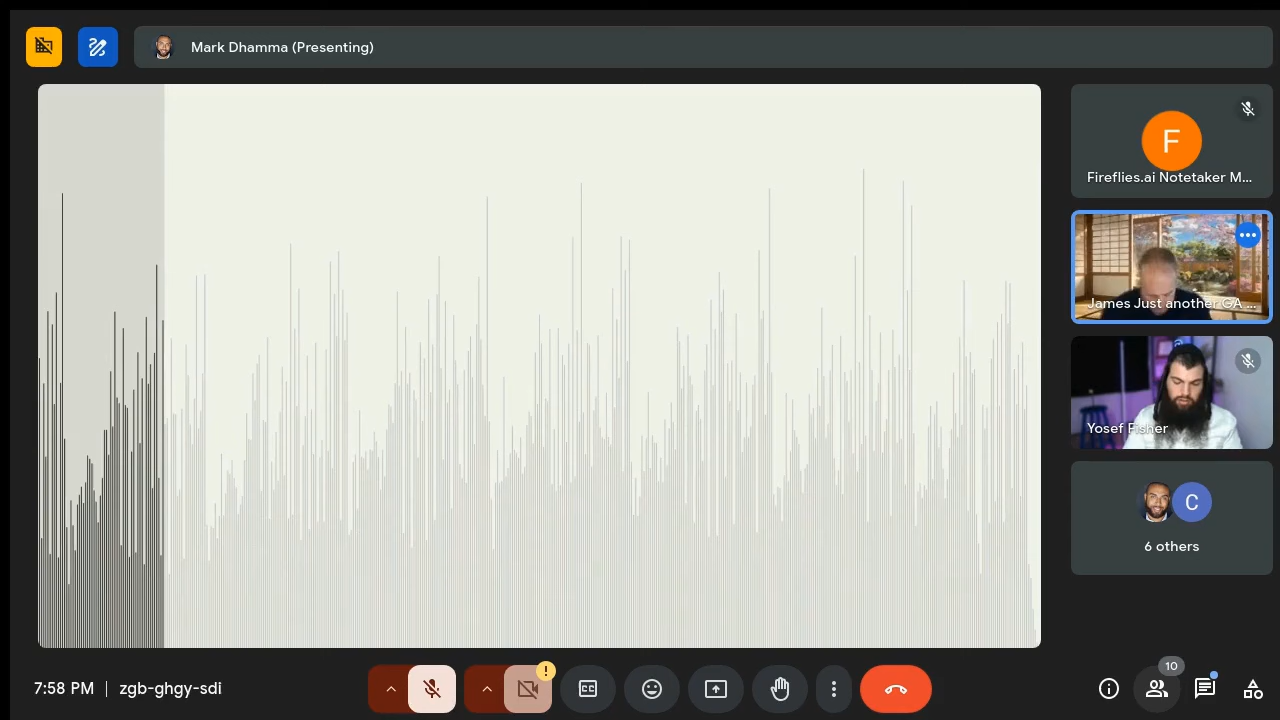 Mark Dhamma (Presenting)
F
Fireflies.ai Notetaker M...
James Just another GA ...
Yosef Fisher
C
6 others
7:58 PM
zgb-ghgy-sdi
!
CC
10